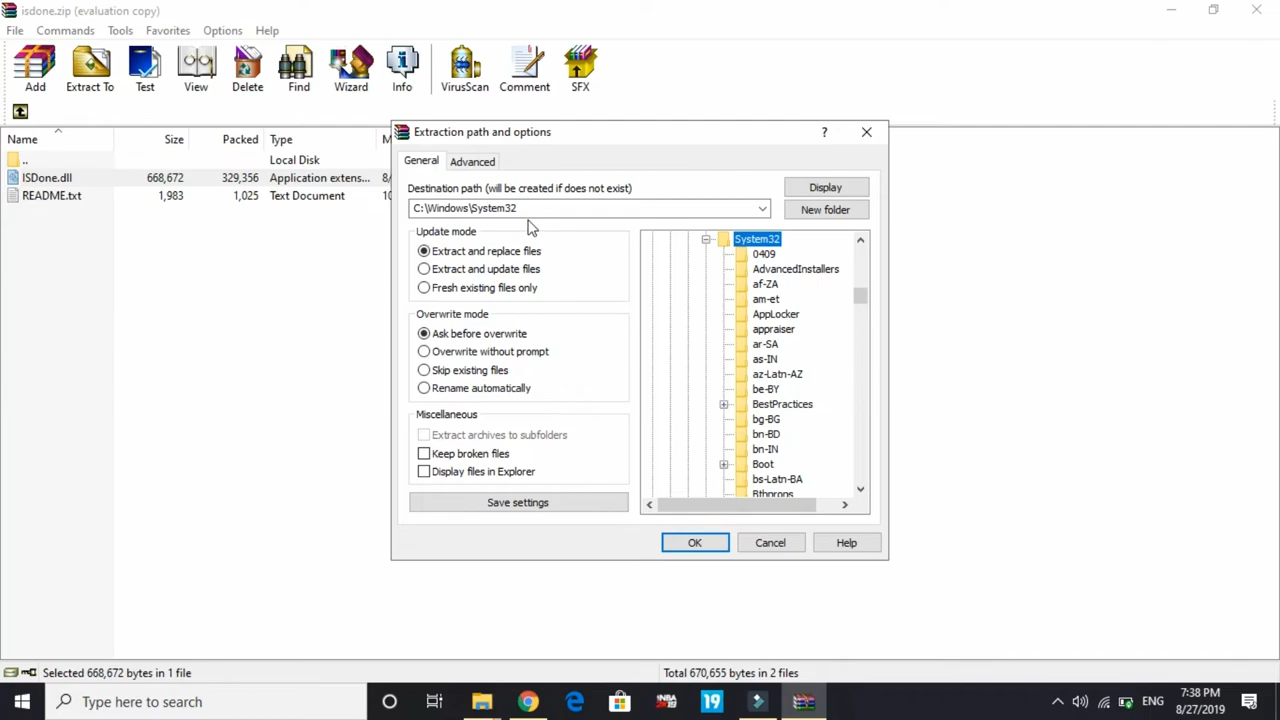 isdone.zip (evaluation copy)
File Commands Tools Favorites Options Help
Add Extract To Test View Delete Find Wizard Info VirusScan Comment SFX
Name Size Packed Type M
.. Local Disk
ISDone.dll 668,672 329,356 Application extens... 8/
README.txt 1,983 1,025 Text Document 10
Extraction path and options
General Advanced
Destination path (will be created if does not exist)
Display
C:\Windows\System32
New folder
Update mode
Extract and replace files
Extract and update files
Fresh existing files only
Overwrite mode
Ask before overwrite
Overwrite without prompt
Skip existing files
Rename automatically
Miscellaneous
Extract archives to subfolders
Keep broken files
Display files in Explorer
Save settings
System32
0409
AdvancedInstallers
af-ZA
am-et
AppLocker
appraiser
ar-SA
as-IN
az-Latn-AZ
be-BY
BestPractices
bg-BG
bn-BD
bn-IN
Boot
bs-Latn-BA
Bthprops
OK Cancel Help
Selected 668,672 bytes in 1 file
Total 670,655 bytes in 2 files
Type here to search
19
ENG
7:38 PM
8/27/2019